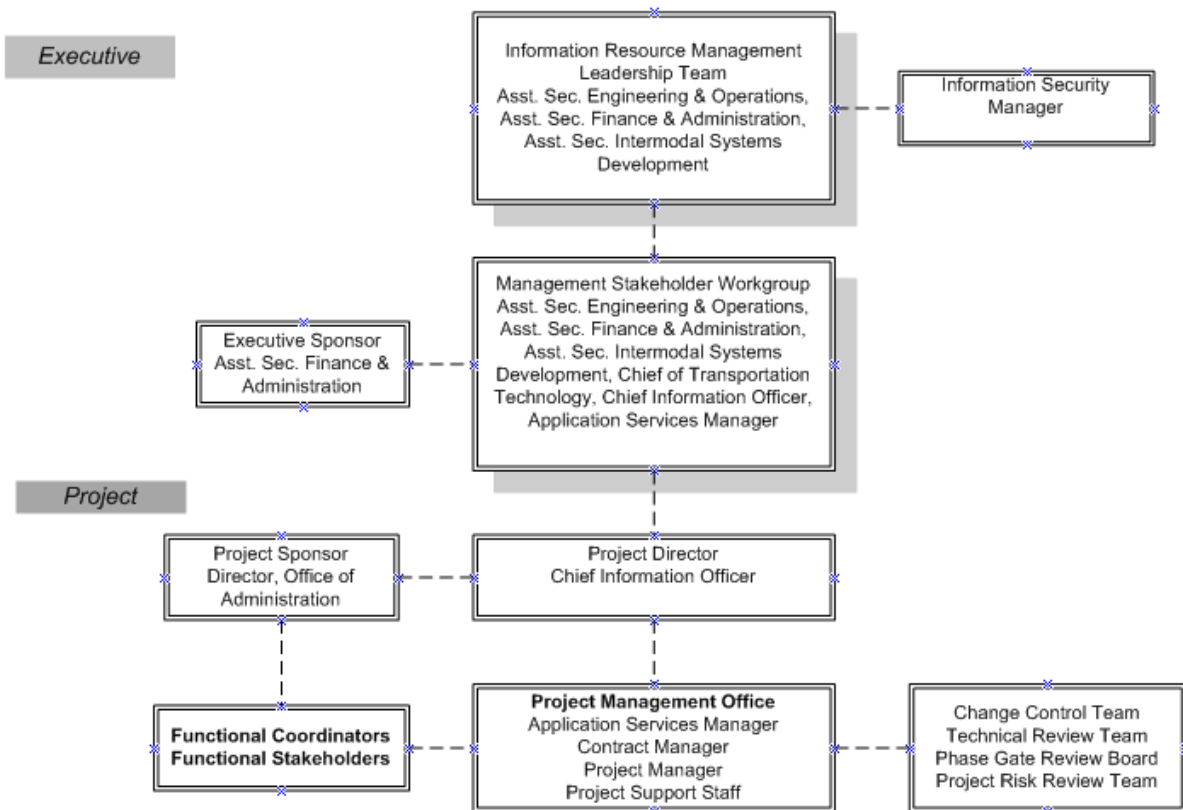 Executive
Information Resource Management
Leadership Team
Asst. Sec. Engineering & Operations,
Asst. Sec. Finance & Administration,
Asst. Sec. Intermodal Systems
Development
Information Security
Manager
Management Stakeholder Workgroup
Asst. Sec. Engineering & Operations,
Asst. Sec. Finance & Administration,
Asst. Sec. Intermodal Systems
Development, Chief of Transportation
Technology, Chief Information Officer,
Application Services Manager
Executive Sponsor
Asst. Sec. Finance &
Administration
Project
Project Sponsor
Director, Office of
Administration
Project Director
Chief Information Officer
Functional Coordinators
Functional Stakeholders
Project Management Office
Application Services Manager
Contract Manager
Project Manager
Project Support Staff
Change Control Team
Technical Review Team
Phase Gate Review Board
Project Risk Review Team